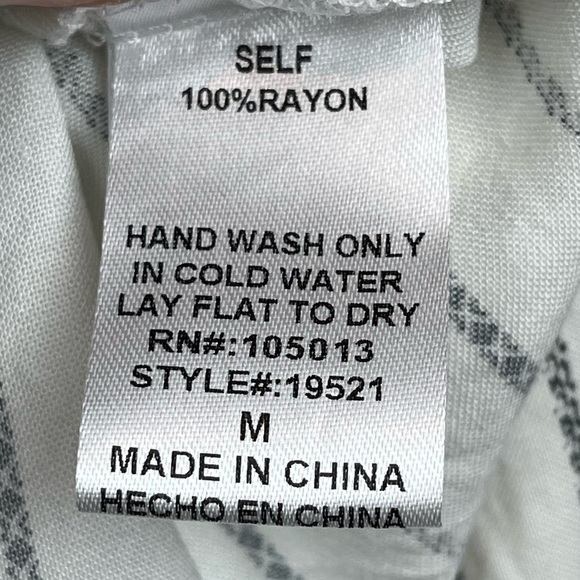 SELF
100%RAYON
HAND WASH ONLY
IN COLD WATER
LAY FLAT TO DRY
RN#:105013
STYLE#:19521
M
MADE IN CHINA
HECHO EN CHINA